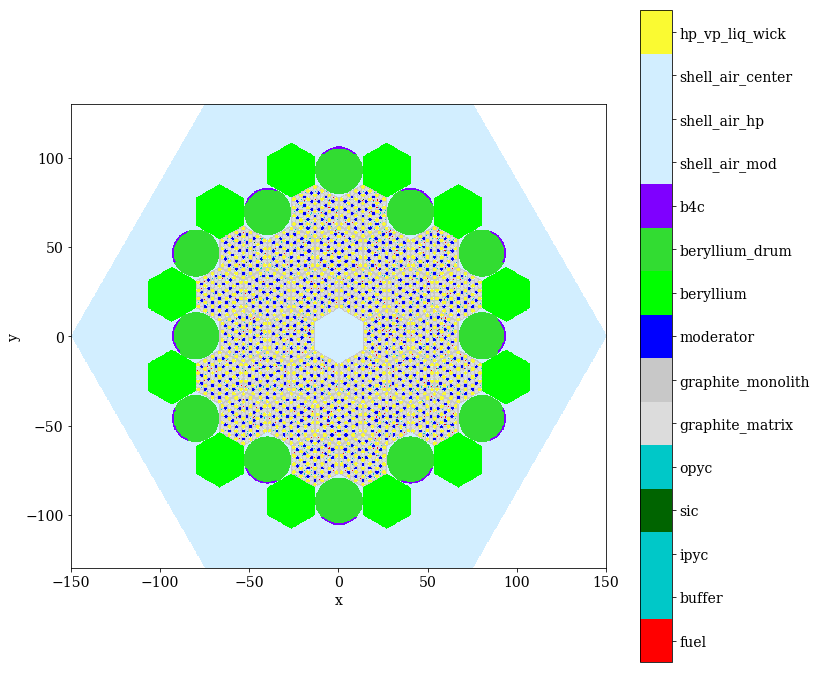 100
50
0
−50
−100
y
−150
−100
−50
0
50
100
150
x
hp_vp_liq_wick
shell_air_center
shell_air_hp
shell_air_mod
b4c
beryllium_drum
beryllium
moderator
graphite_monolith
graphite_matrix
opyc
sic
ipyc
buffer
fuel